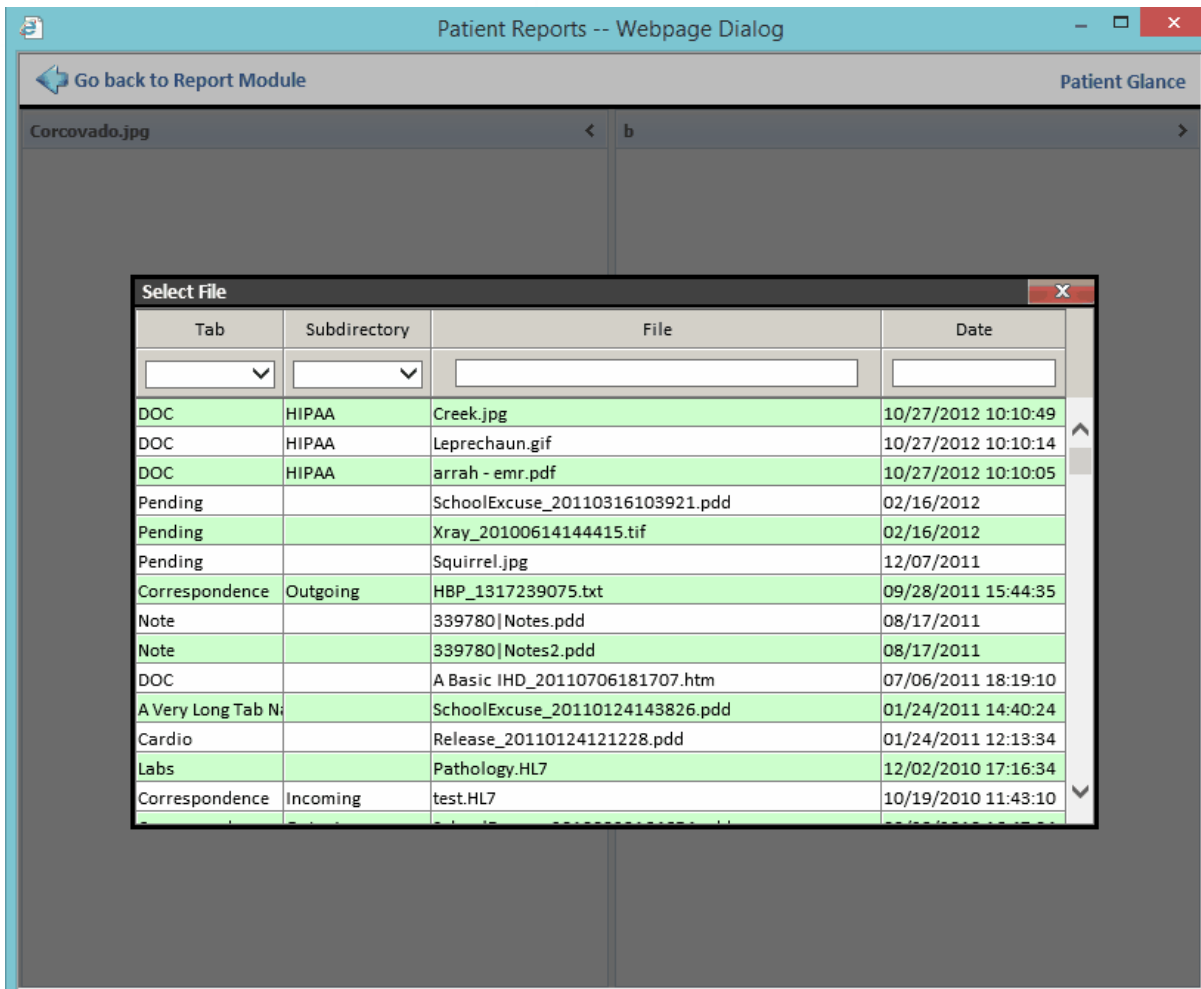 Patient Reports -- Webpage Dialog
Go back to Report Module Patient Glance
Corcovado.jpg b
Select File
Tab Subdirectory File Date
DOC HIPAA Creek.jpg 10/27/2012 10:10:49
DOC HIPAA Leprechaun.gif 10/27/2012 10:10:14
DOC HIPAA arrah - emr.pdf 10/27/2012 10:10:05
Pending SchoolExcuse_20110316103921.pdd 02/16/2012
Pending Xray_20100614144415.tif 02/16/2012
Pending Squirrel.jpg 12/07/2011
Correspondence Outgoing HBP_1317239075.txt 09/28/2011 15:44:35
Note 339780|Notes.pdd 08/17/2011
Note 339780|Notes2.pdd 08/17/2011
DOC A Basic IHD_20110706181707.htm 07/06/2011 18:19:10
A Very Long Tab Na SchoolExcuse_20110124143826.pdd 01/24/2011 14:40:24
Cardio Release_20110124121228.pdd 01/24/2011 12:13:34
Labs Pathology.HL7 12/02/2010 17:16:34
Correspondence Incoming test.HL7 10/19/2010 11:43:10